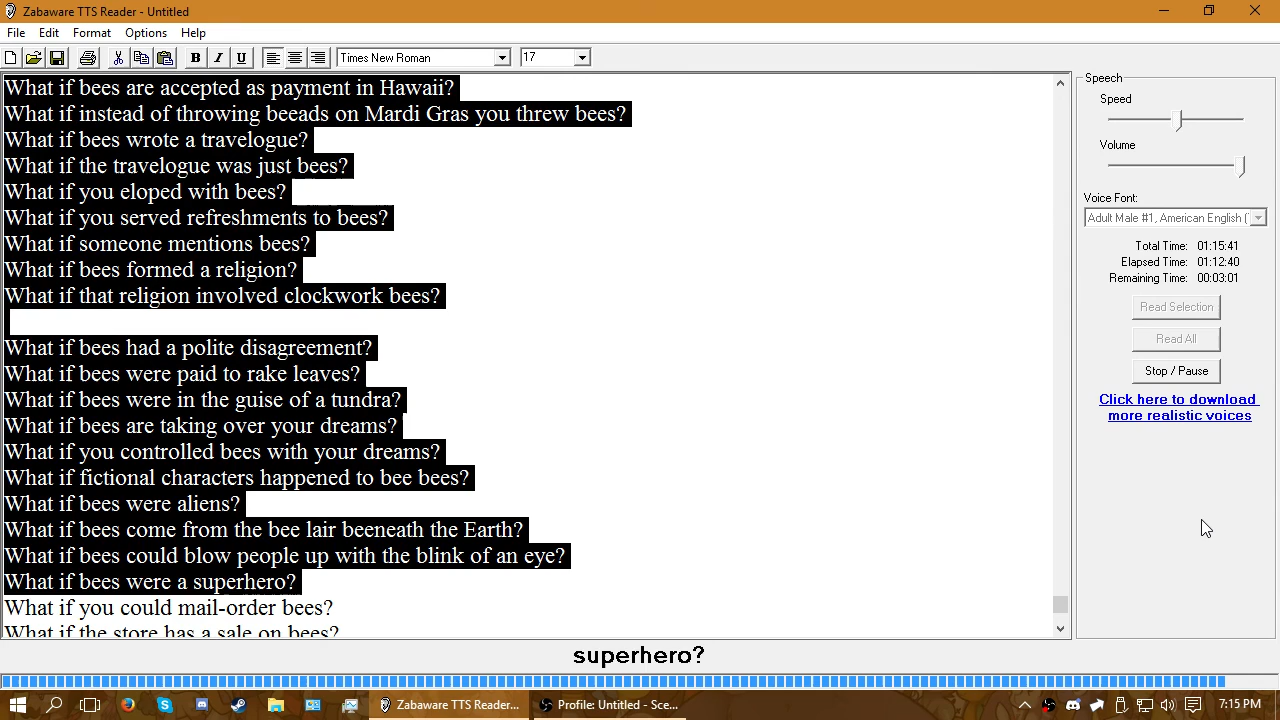 Zabaware TTS Reader - Untitled
File Edit Format Options Help
B I U Times New Roman 17
What if bees are accepted as payment in Hawaii?
What if instead of throwing beeads on Mardi Gras you threw bees?
What if bees wrote a travelogue?
What if the travelogue was just bees?
What if you eloped with bees?
What if you served refreshments to bees?
What if someone mentions bees?
What if bees formed a religion?
What if that religion involved clockwork bees?
What if bees had a polite disagreement?
What if bees were paid to rake leaves?
What if bees were in the guise of a tundra?
What if bees are taking over your dreams?
What if you controlled bees with your dreams?
What if fictional characters happened to bee bees?
What if bees were aliens?
What if bees come from the bee lair beeneath the Earth?
What if bees could blow people up with the blink of an eye?
What if bees were a superhero?
What if you could mail-order bees?
What if the store has a sale on bees?
Speech
Speed
Volume
Voice Font:
Adult Male #1, American English (
Total Time: 01:15:41
Elapsed Time: 01:12:40
Remaining Time: 00:03:01
Read Selection
Read All
Stop / Pause
Click here to download
more realistic voices
superhero?
Zabaware TTS Reader... Profile: Untitled - Sce... 7:15 PM